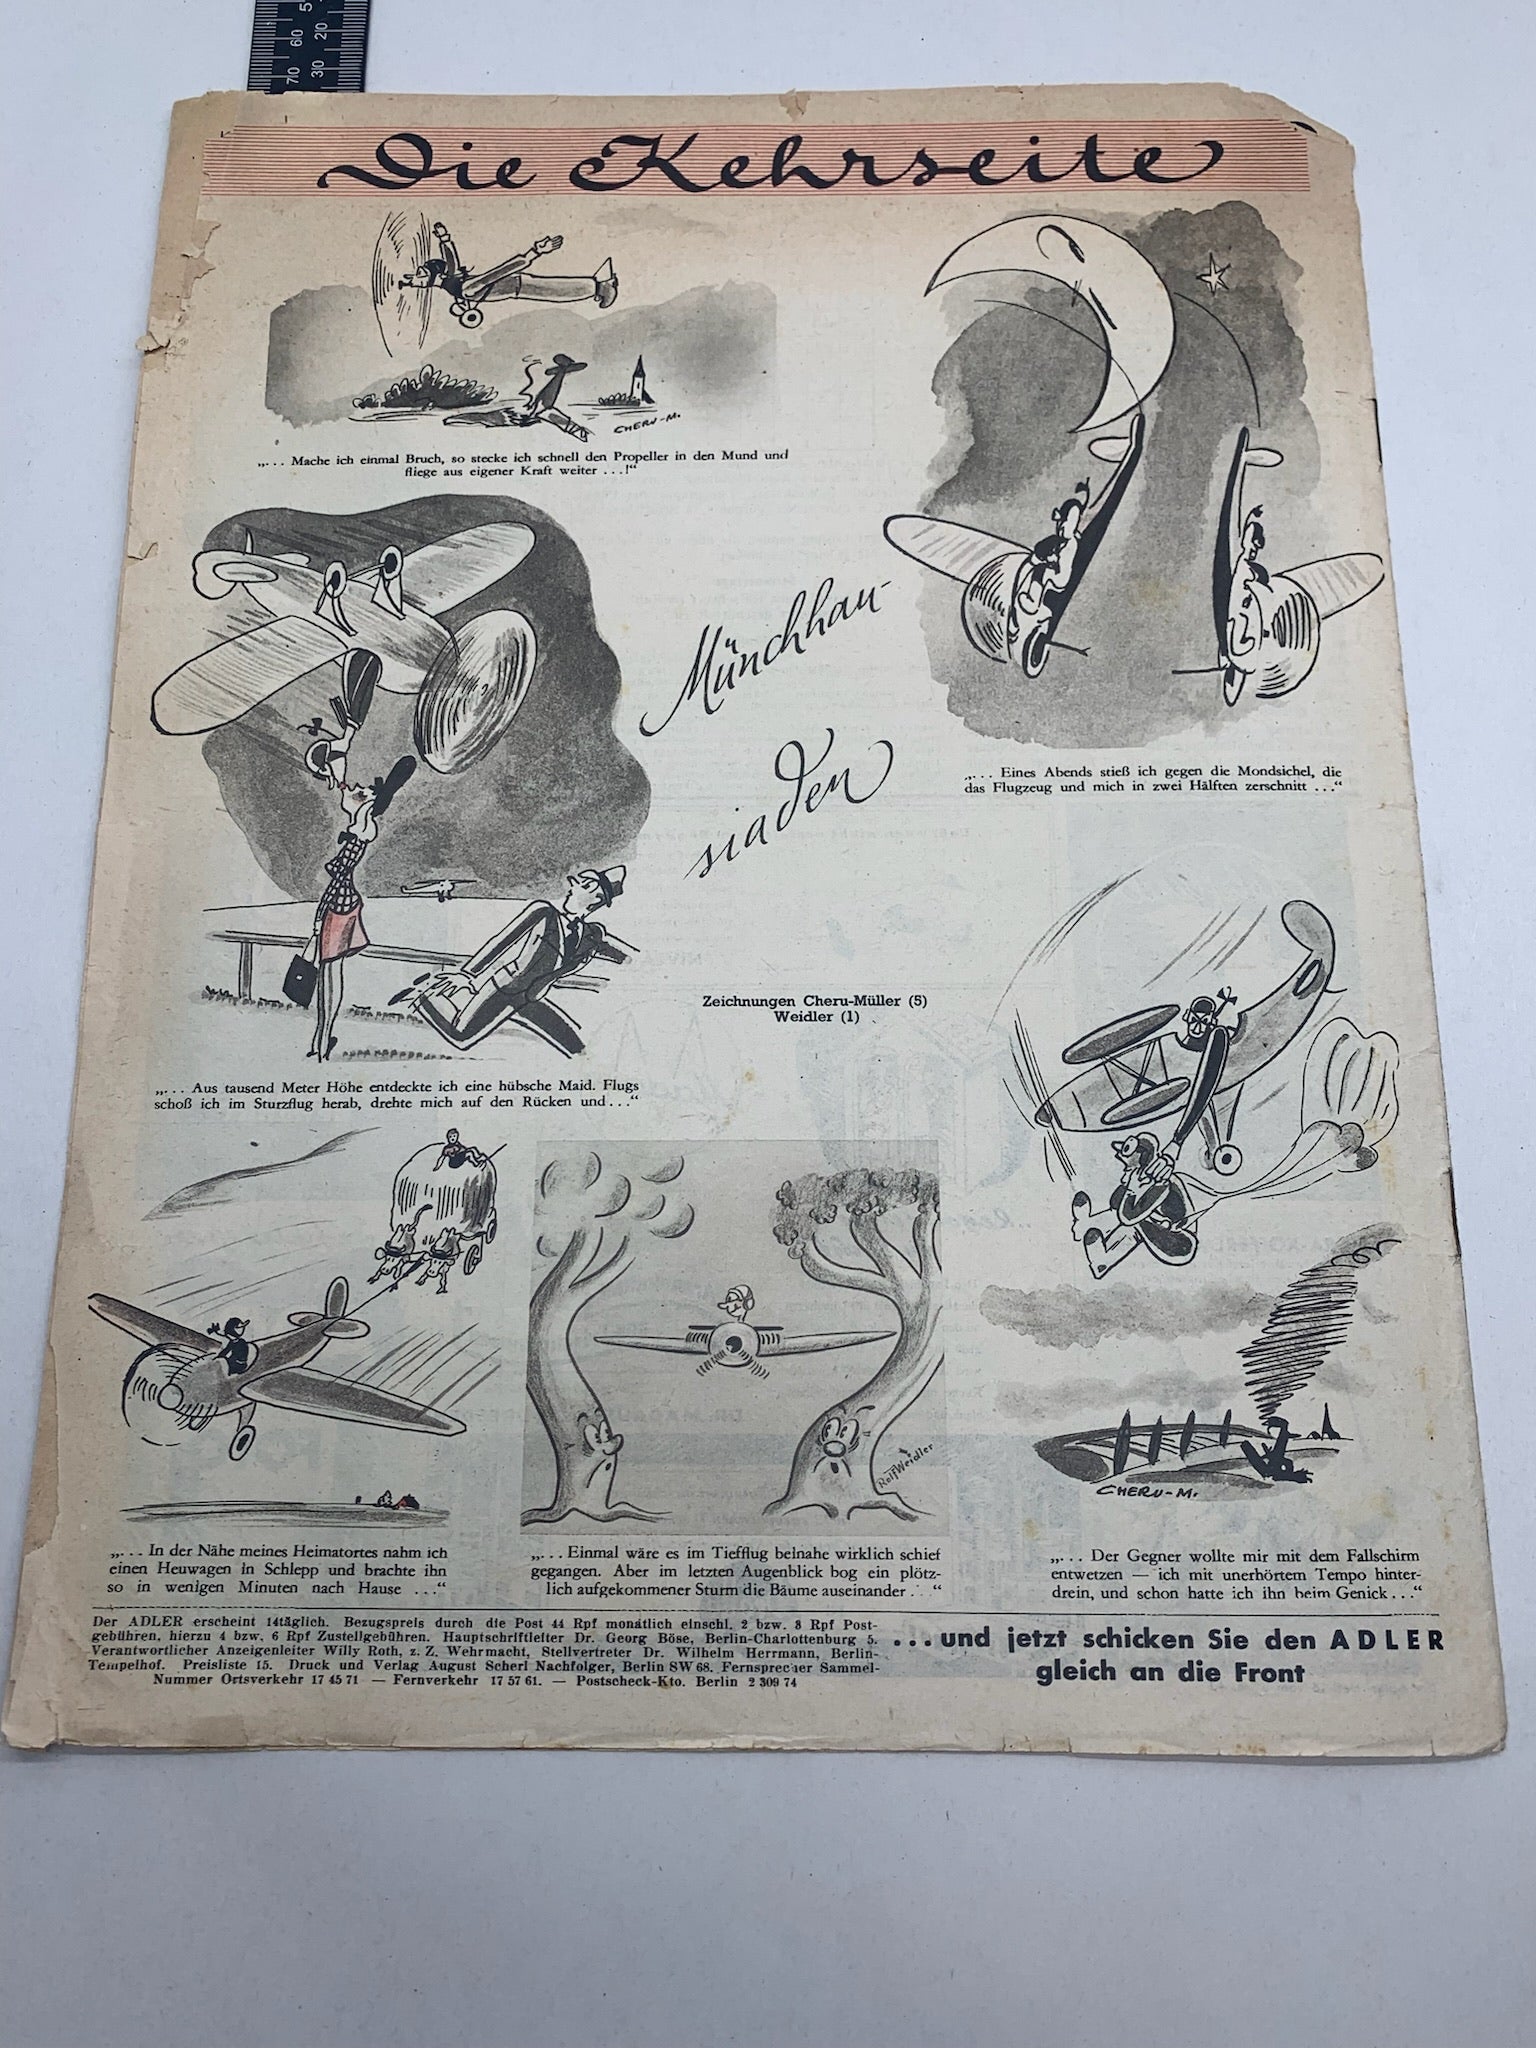 Die Kehrseite
CHERU-M.
„... Mache ich einmal Bruch, so stecke ich schnell den Propeller in den Mund und
fliege aus eigener Kraft weiter ...!“
Münchhau-
siaden
„... Eines Abends stieß ich gegen die Mondsichel, die
das Flugzeug und mich in zwei Hälften zerschnitt ...“
Zeichnungen Cheru-Müller (5)
Weidler (1)
„... Aus tausend Meter Höhe entdeckte ich eine hübsche Maid. Flugs
schoß ich im Sturzflug herab, drehte mich auf den Rücken und...“
Rolf Weidler
CHERU-M.
„... In der Nähe meines Heimatortes nahm ich
einen Heuwagen in Schlepp und brachte ihn
so in wenigen Minuten nach Hause ...“
„... Einmal wäre es im Tiefflug beinahe wirklich schief
gegangen. Aber im letzten Augenblick bog ein plötz-
lich aufgekommener Sturm die Bäume auseinander . . “
„... Der Gegner wollte mir mit dem Fallschirm
entwetzen — ich mit unerhörtem Tempo hinter-
drein, und schon hatte ich ihn beim Genick...“
Der ADLER erscheint 14täglich. Bezugspreis durch die Post 44 Rpf monatlich einschl. 2 bzw. 3 Rpf Post-
gebühren, hierzu 4 bzw. 6 Rpf Zustellgebühren. Hauptschriftleiter Dr. Georg Böse, Berlin-Charlottenburg 5.
Verantwortlicher Anzeigenleiter Willy Roth, z. Z. Wehrmacht, Stellvertreter Dr. Wilhelm Herrmann, Berlin-
Tempelhof. Preisliste 15. Druck und Verlag August Scherl Nachfolger, Berlin SW 68. Fernsprecher Sammel-
Nummer Ortsverkehr 17 45 71 — Fernverkehr 17 57 61. — Postscheck-Kto. Berlin 2 309 74
...und jetzt schicken Sie den ADLER
gleich an die Front
70 60 5
30 20